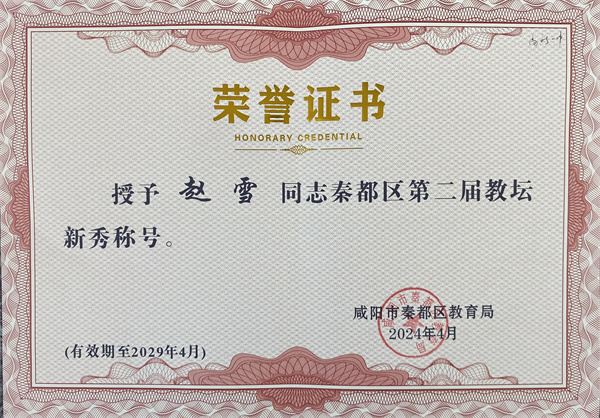 荣誉证书
HONORARY CREDENTIAL
授予 赵雪 同志秦都区第二届教坛
新秀称号。
咸阳市秦都区教育局
2024年4月
(有效期至2029年4月)